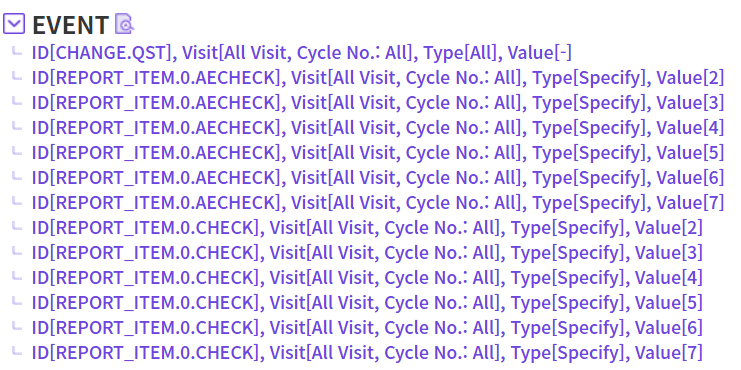 EVENT
ID[CHANGE.QST], Visit[All Visit, Cycle No.: All], Type[All], Value[-]
ID[REPORT_ITEM.0.AECHECK], Visit[All Visit, Cycle No.: All], Type[Specify], Value[2]
ID[REPORT_ITEM.0.AECHECK], Visit[All Visit, Cycle No.: All], Type[Specify], Value[3]
ID[REPORT_ITEM.0.AECHECK], Visit[All Visit, Cycle No.: All], Type[Specify], Value[4]
ID[REPORT_ITEM.0.AECHECK], Visit[All Visit, Cycle No.: All], Type[Specify], Value[5]
ID[REPORT_ITEM.0.AECHECK], Visit[All Visit, Cycle No.: All], Type[Specify], Value[6]
ID[REPORT_ITEM.0.AECHECK], Visit[All Visit, Cycle No.: All], Type[Specify], Value[7]
ID[REPORT_ITEM.0.CHECK], Visit[All Visit, Cycle No.: All], Type[Specify], Value[2]
ID[REPORT_ITEM.0.CHECK], Visit[All Visit, Cycle No.: All], Type[Specify], Value[3]
ID[REPORT_ITEM.0.CHECK], Visit[All Visit, Cycle No.: All], Type[Specify], Value[4]
ID[REPORT_ITEM.0.CHECK], Visit[All Visit, Cycle No.: All], Type[Specify], Value[5]
ID[REPORT_ITEM.0.CHECK], Visit[All Visit, Cycle No.: All], Type[Specify], Value[6]
ID[REPORT_ITEM.0.CHECK], Visit[All Visit, Cycle No.: All], Type[Specify], Value[7]